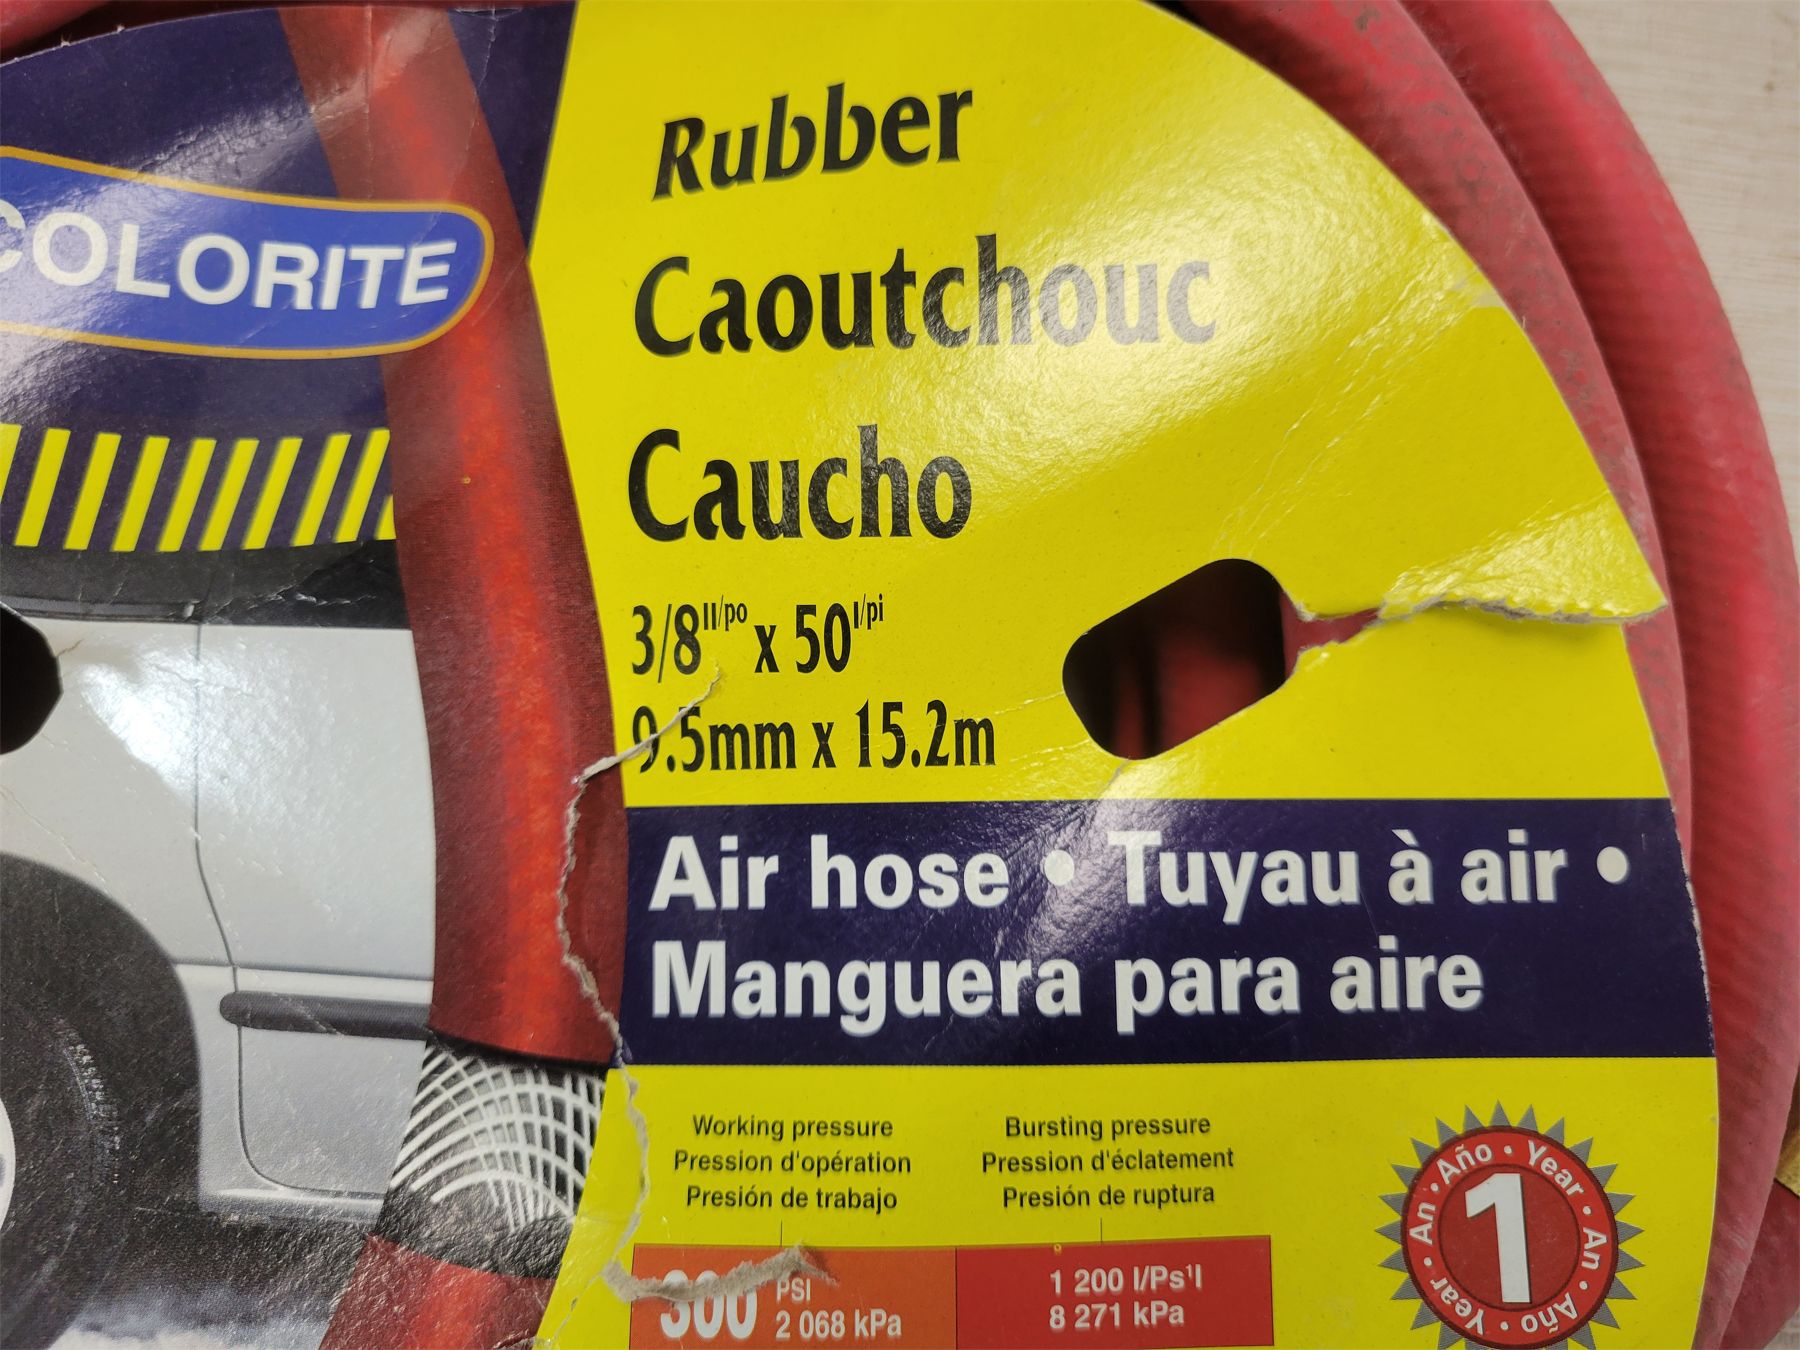 COLORITE
Rubber
Caoutchouc
Caucho
3/8"/po x 50'/pi
9.5mm x 15.2m
Air hose • Tuyau à air •
Manguera para aire
Working pressure
Pression d'opération
Presión de trabajo
Bursting pressure
Pression d'éclatement
Presión de ruptura
300 PSI
2 068 kPa
1 200 l/Ps¹l
8 271 kPa
An • Año • Year • An • Año • Year •
1